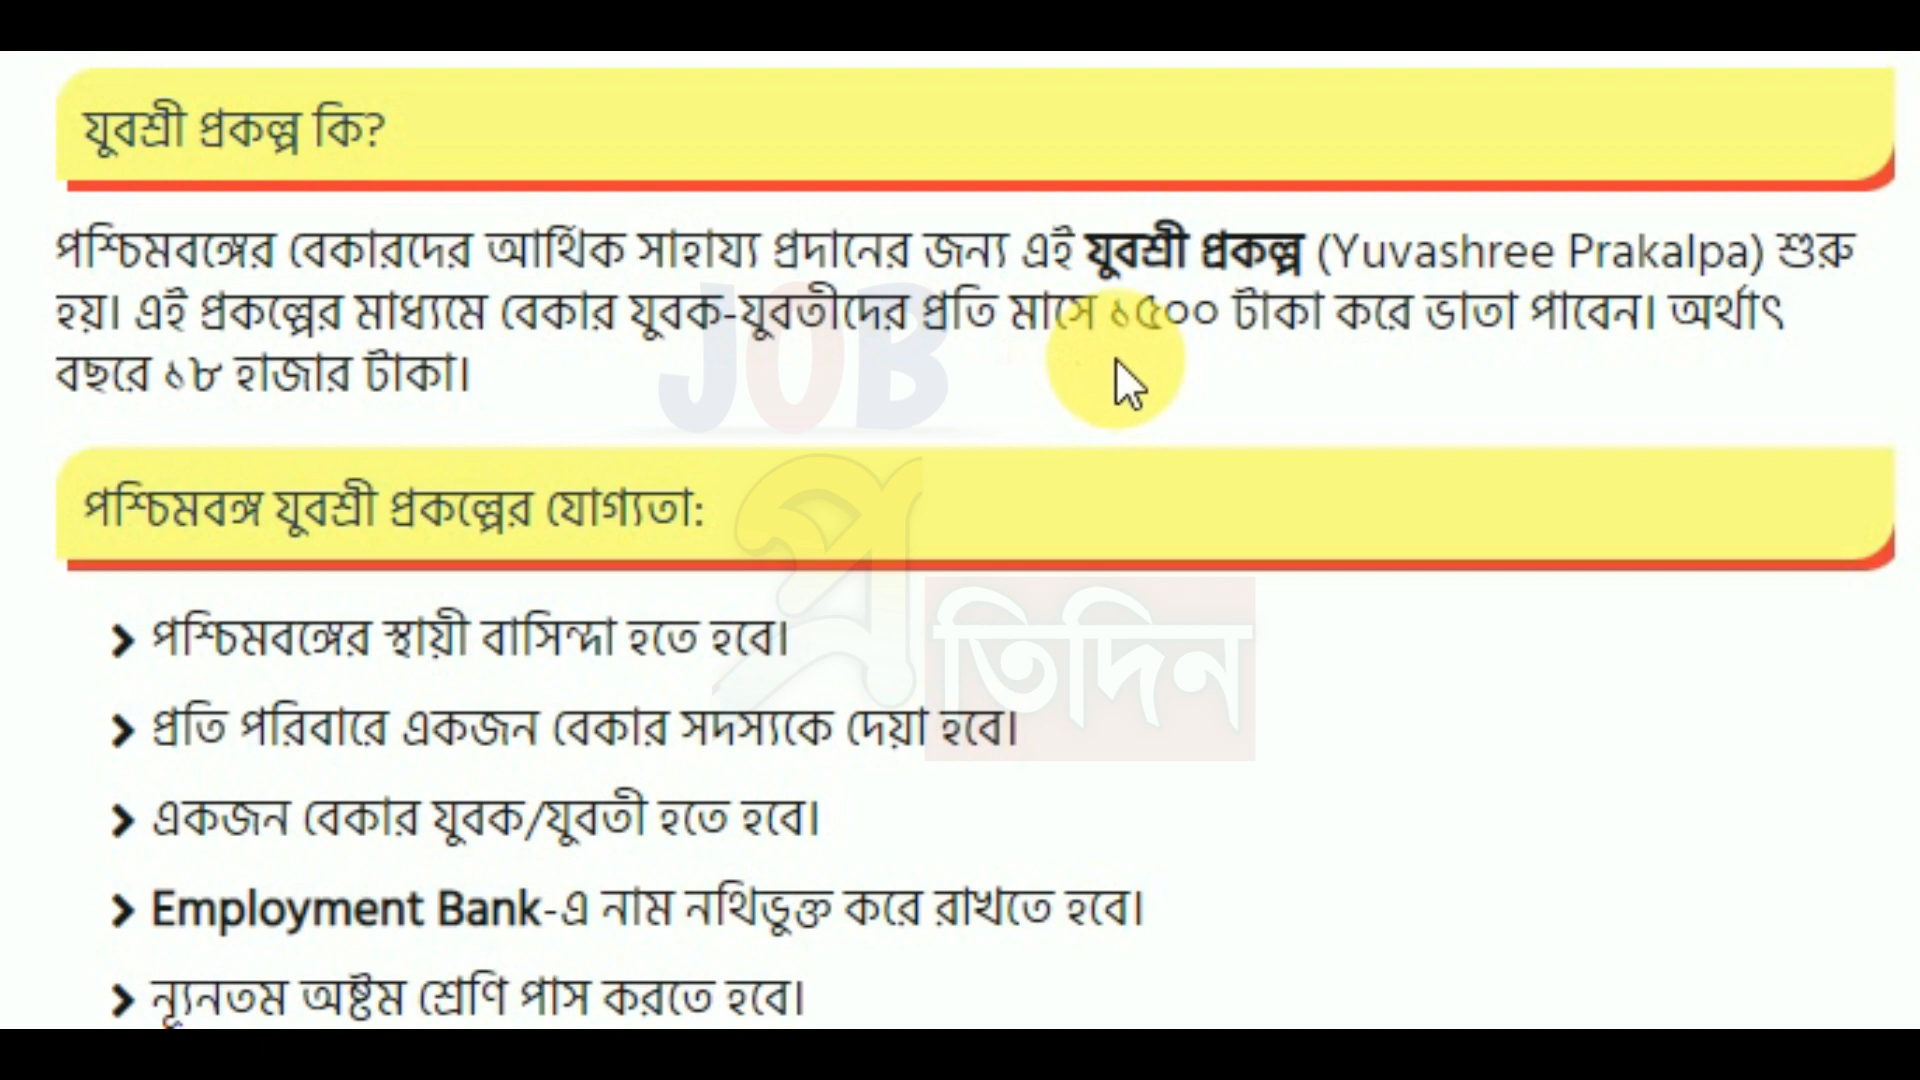 যুবশ্রী প্রকল্প কি?
পশ্চিমবঙ্গের বেকারদের আর্থিক সাহায্য প্রদানের জন্য এই যুবশ্রী প্রকল্প (Yuvashree Prakalpa) শুরু
হয়। এই প্রকল্পের মাধ্যমে বেকার যুবক-যুবতীদের প্রতি মাসে ১৫০০ টাকা করে ভাতা পাবেন। অর্থাৎ
বছরে ১৮ হাজার টাকা।
JOB
পশ্চিমবঙ্গ যুবশ্রী প্রকল্পের যোগ্যতা:
প্রতিদিন
পশ্চিমবঙ্গের স্থায়ী বাসিন্দা হতে হবে।
প্রতি পরিবারে একজন বেকার সদস্যকে দেয়া হবে।
একজন বেকার যুবক/যুবতী হতে হবে।
Employment Bank-এ নাম নথিভুক্ত করে রাখতে হবে।
ন্যূনতম অষ্টম শ্রেণি পাস করতে হবে।